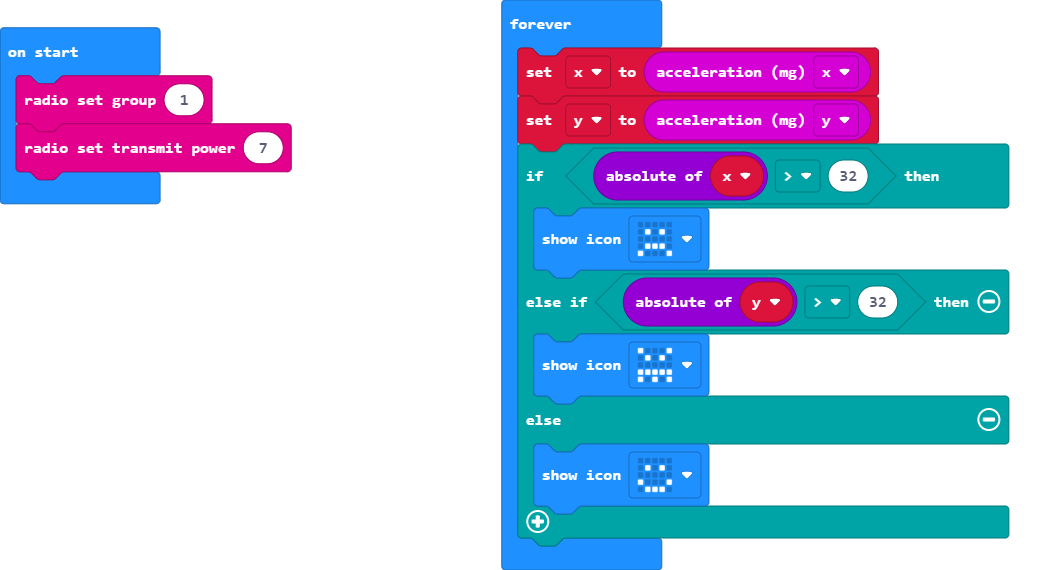 on start
radio set group 1
radio set transmit power 7
forever
set x to acceleration (mg) x
set y to acceleration (mg) y
if absolute of x > 32 then
show icon
else if absolute of y > 32 then
show icon
else
show icon